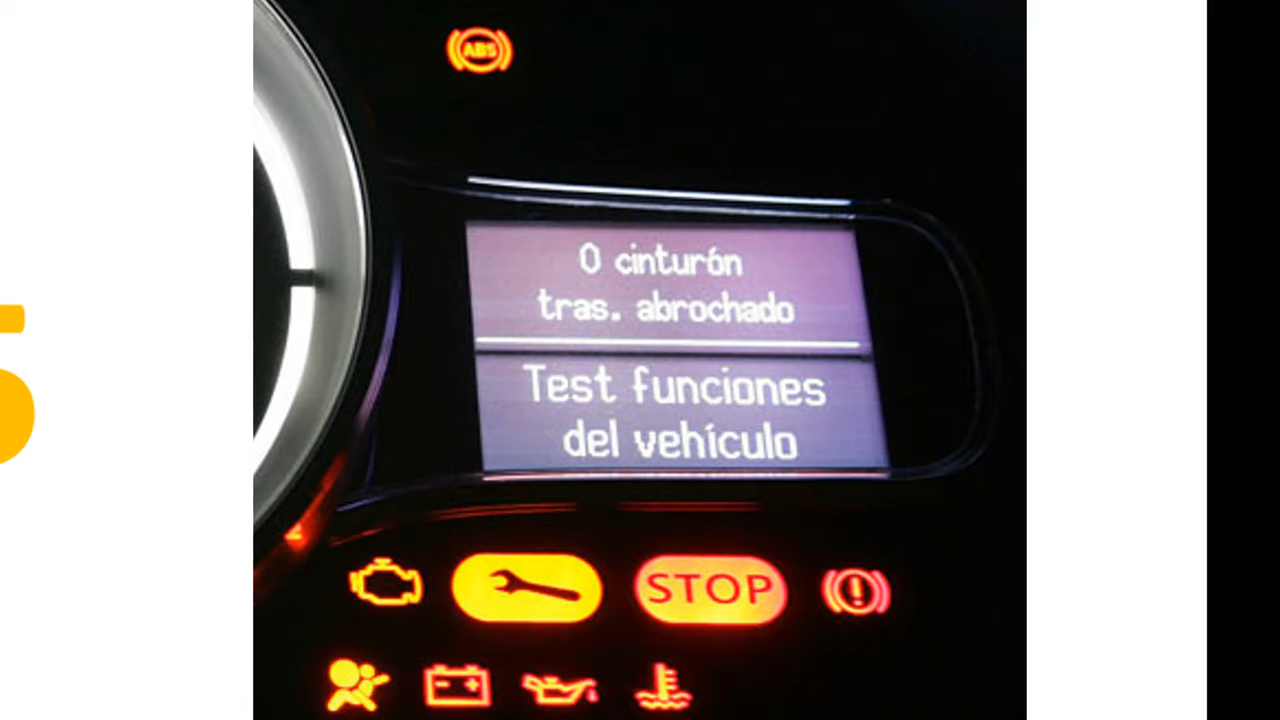 ABS
0 cinturón
tras. abrochado
Test funciones
del vehículo
STOP